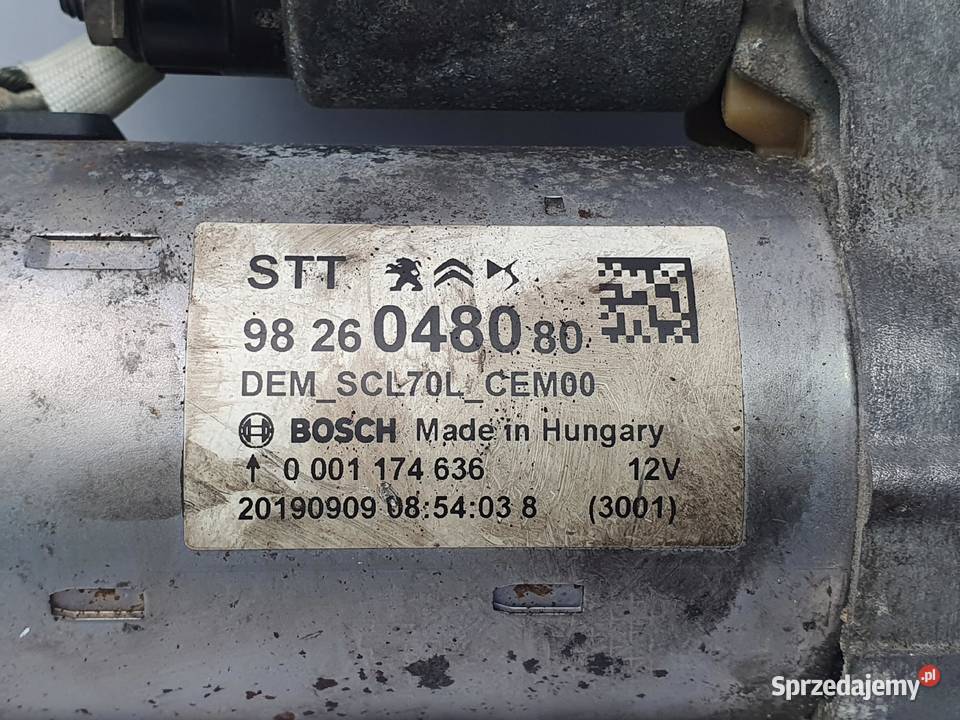 STT
98 26 0480 80
DEM_SCL70L_CEM00
BOSCH Made in Hungary
↑ 0 001 174 636 12V
20190909 08:54:03 8 (3001)
Sprzedajemy.pl